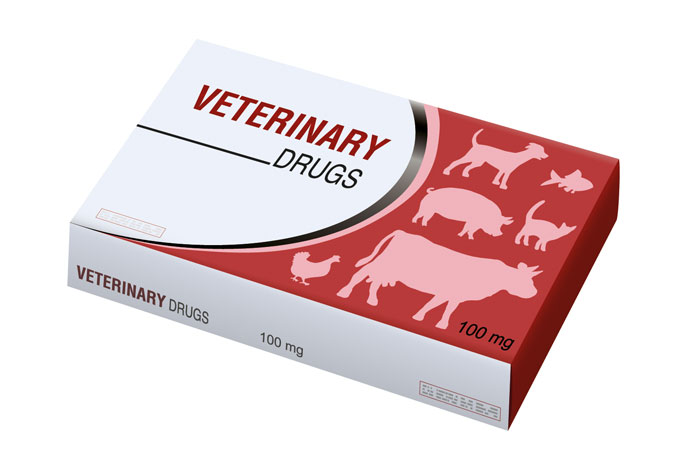 VETERINARY
DRUGS
100 mg
VETERINARY DRUGS
100 mg